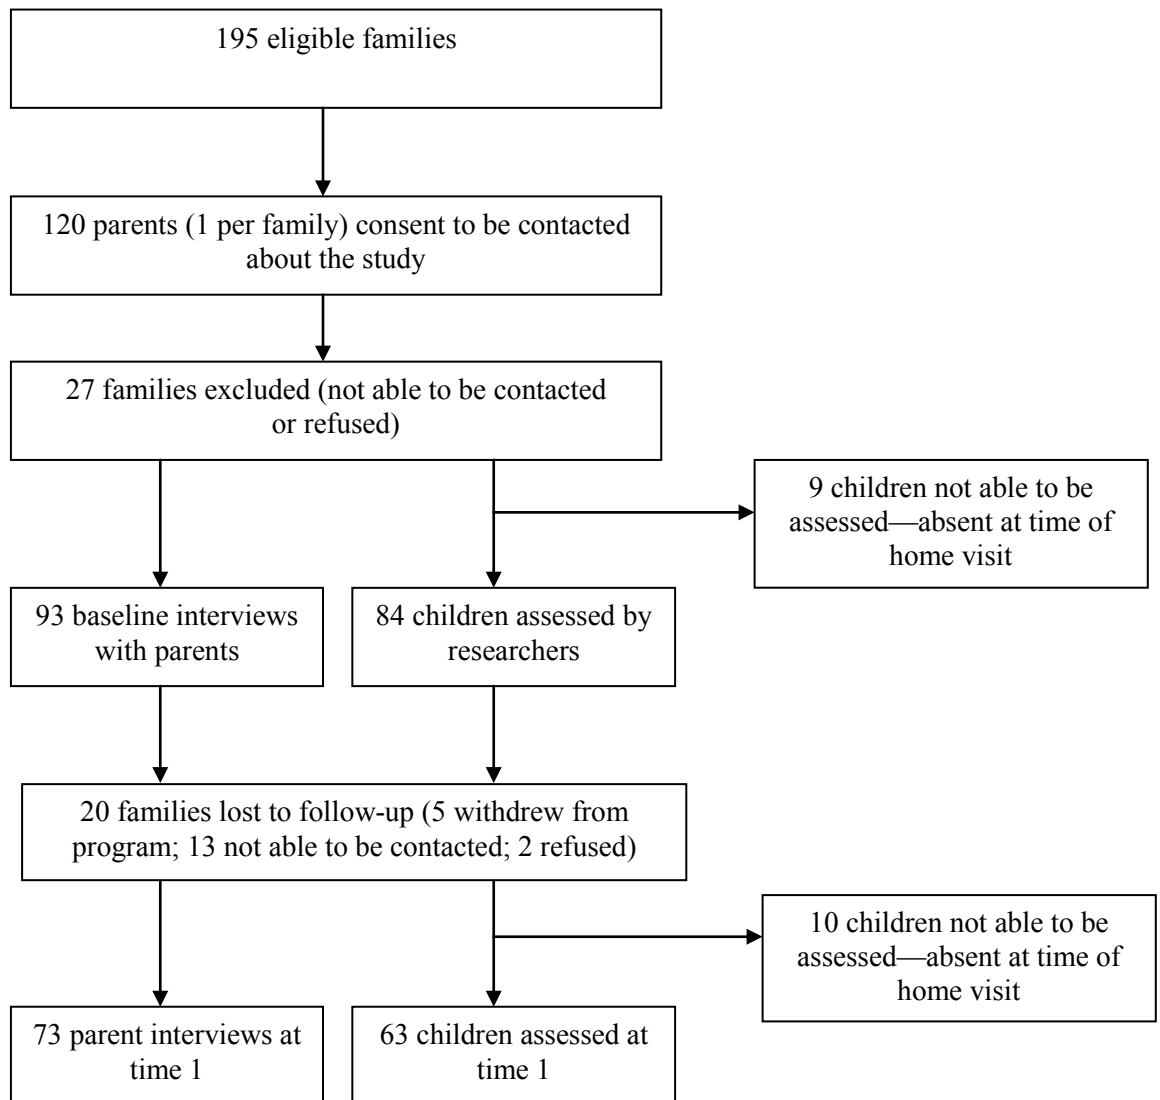 195 eligible families
120 parents (1 per family) consent to be contacted
about the study
27 families excluded (not able to be contacted
or refused)
9 children not able to be
assessed—absent at time of
home visit
93 baseline interviews
with parents
84 children assessed by
researchers
20 families lost to follow-up (5 withdrew from
program; 13 not able to be contacted; 2 refused)
10 children not able to be
assessed—absent at time of
home visit
73 parent interviews at
time 1
63 children assessed at
time 1